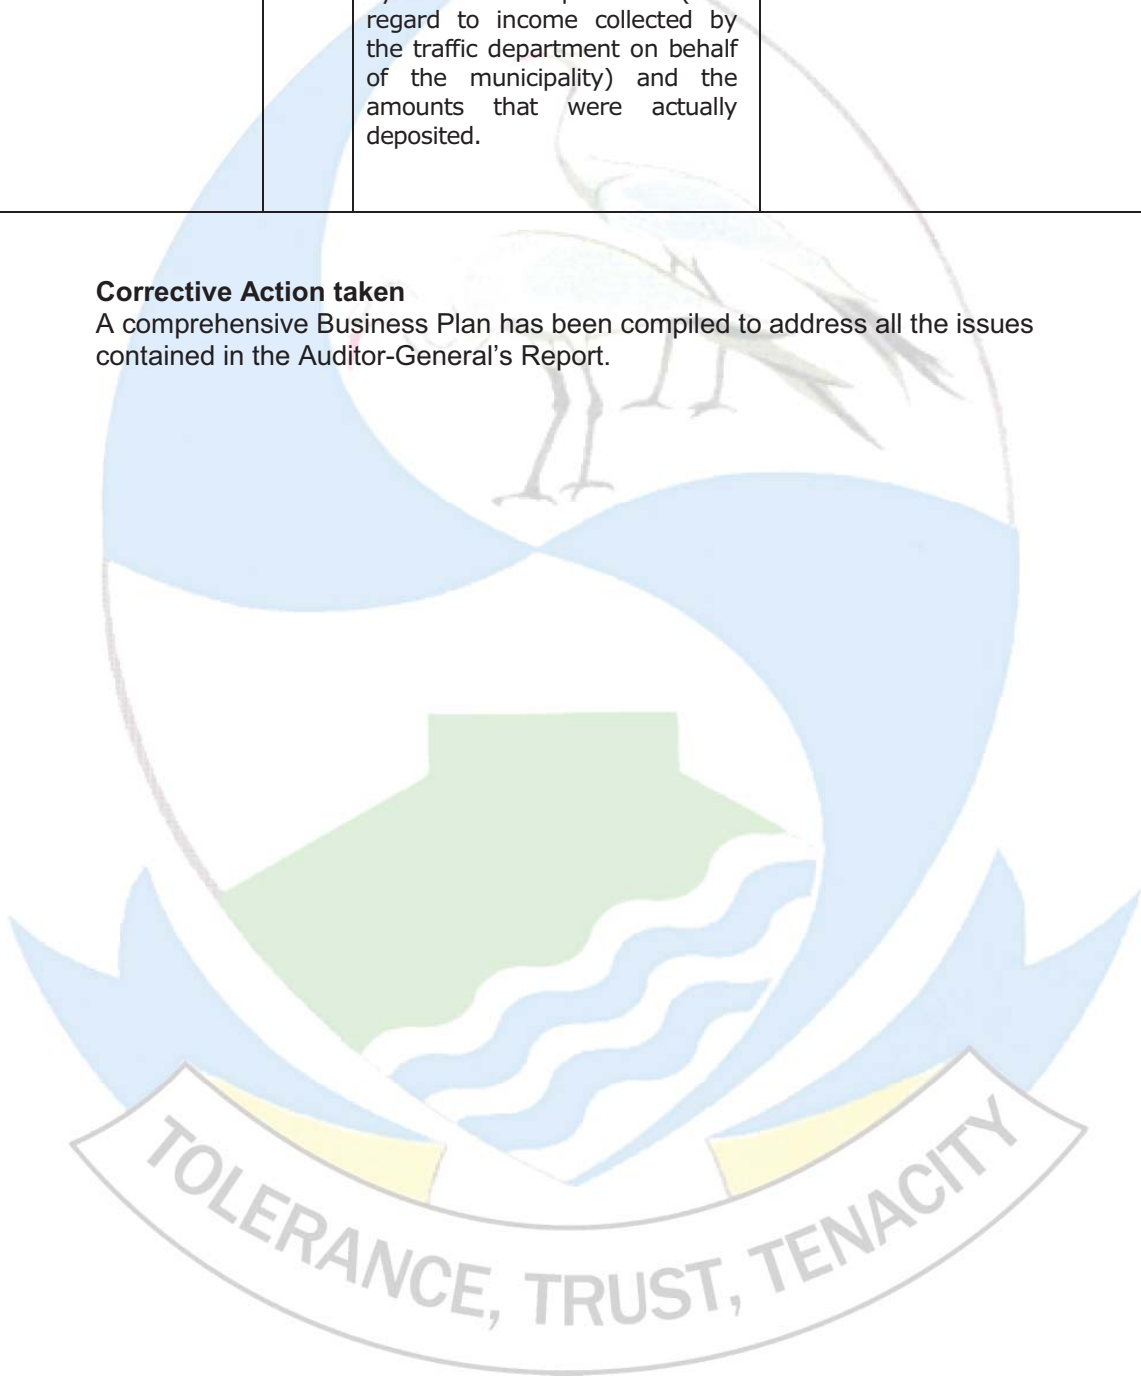 regard to income collected by
the traffic department on behalf
of the municipality) and the
amounts that were actually
deposited.
Corrective Action taken
A comprehensive Business Plan has been compiled to address all the issues
contained in the Auditor-General’s Report.
TOLERANCE, TRUST, TENACITY